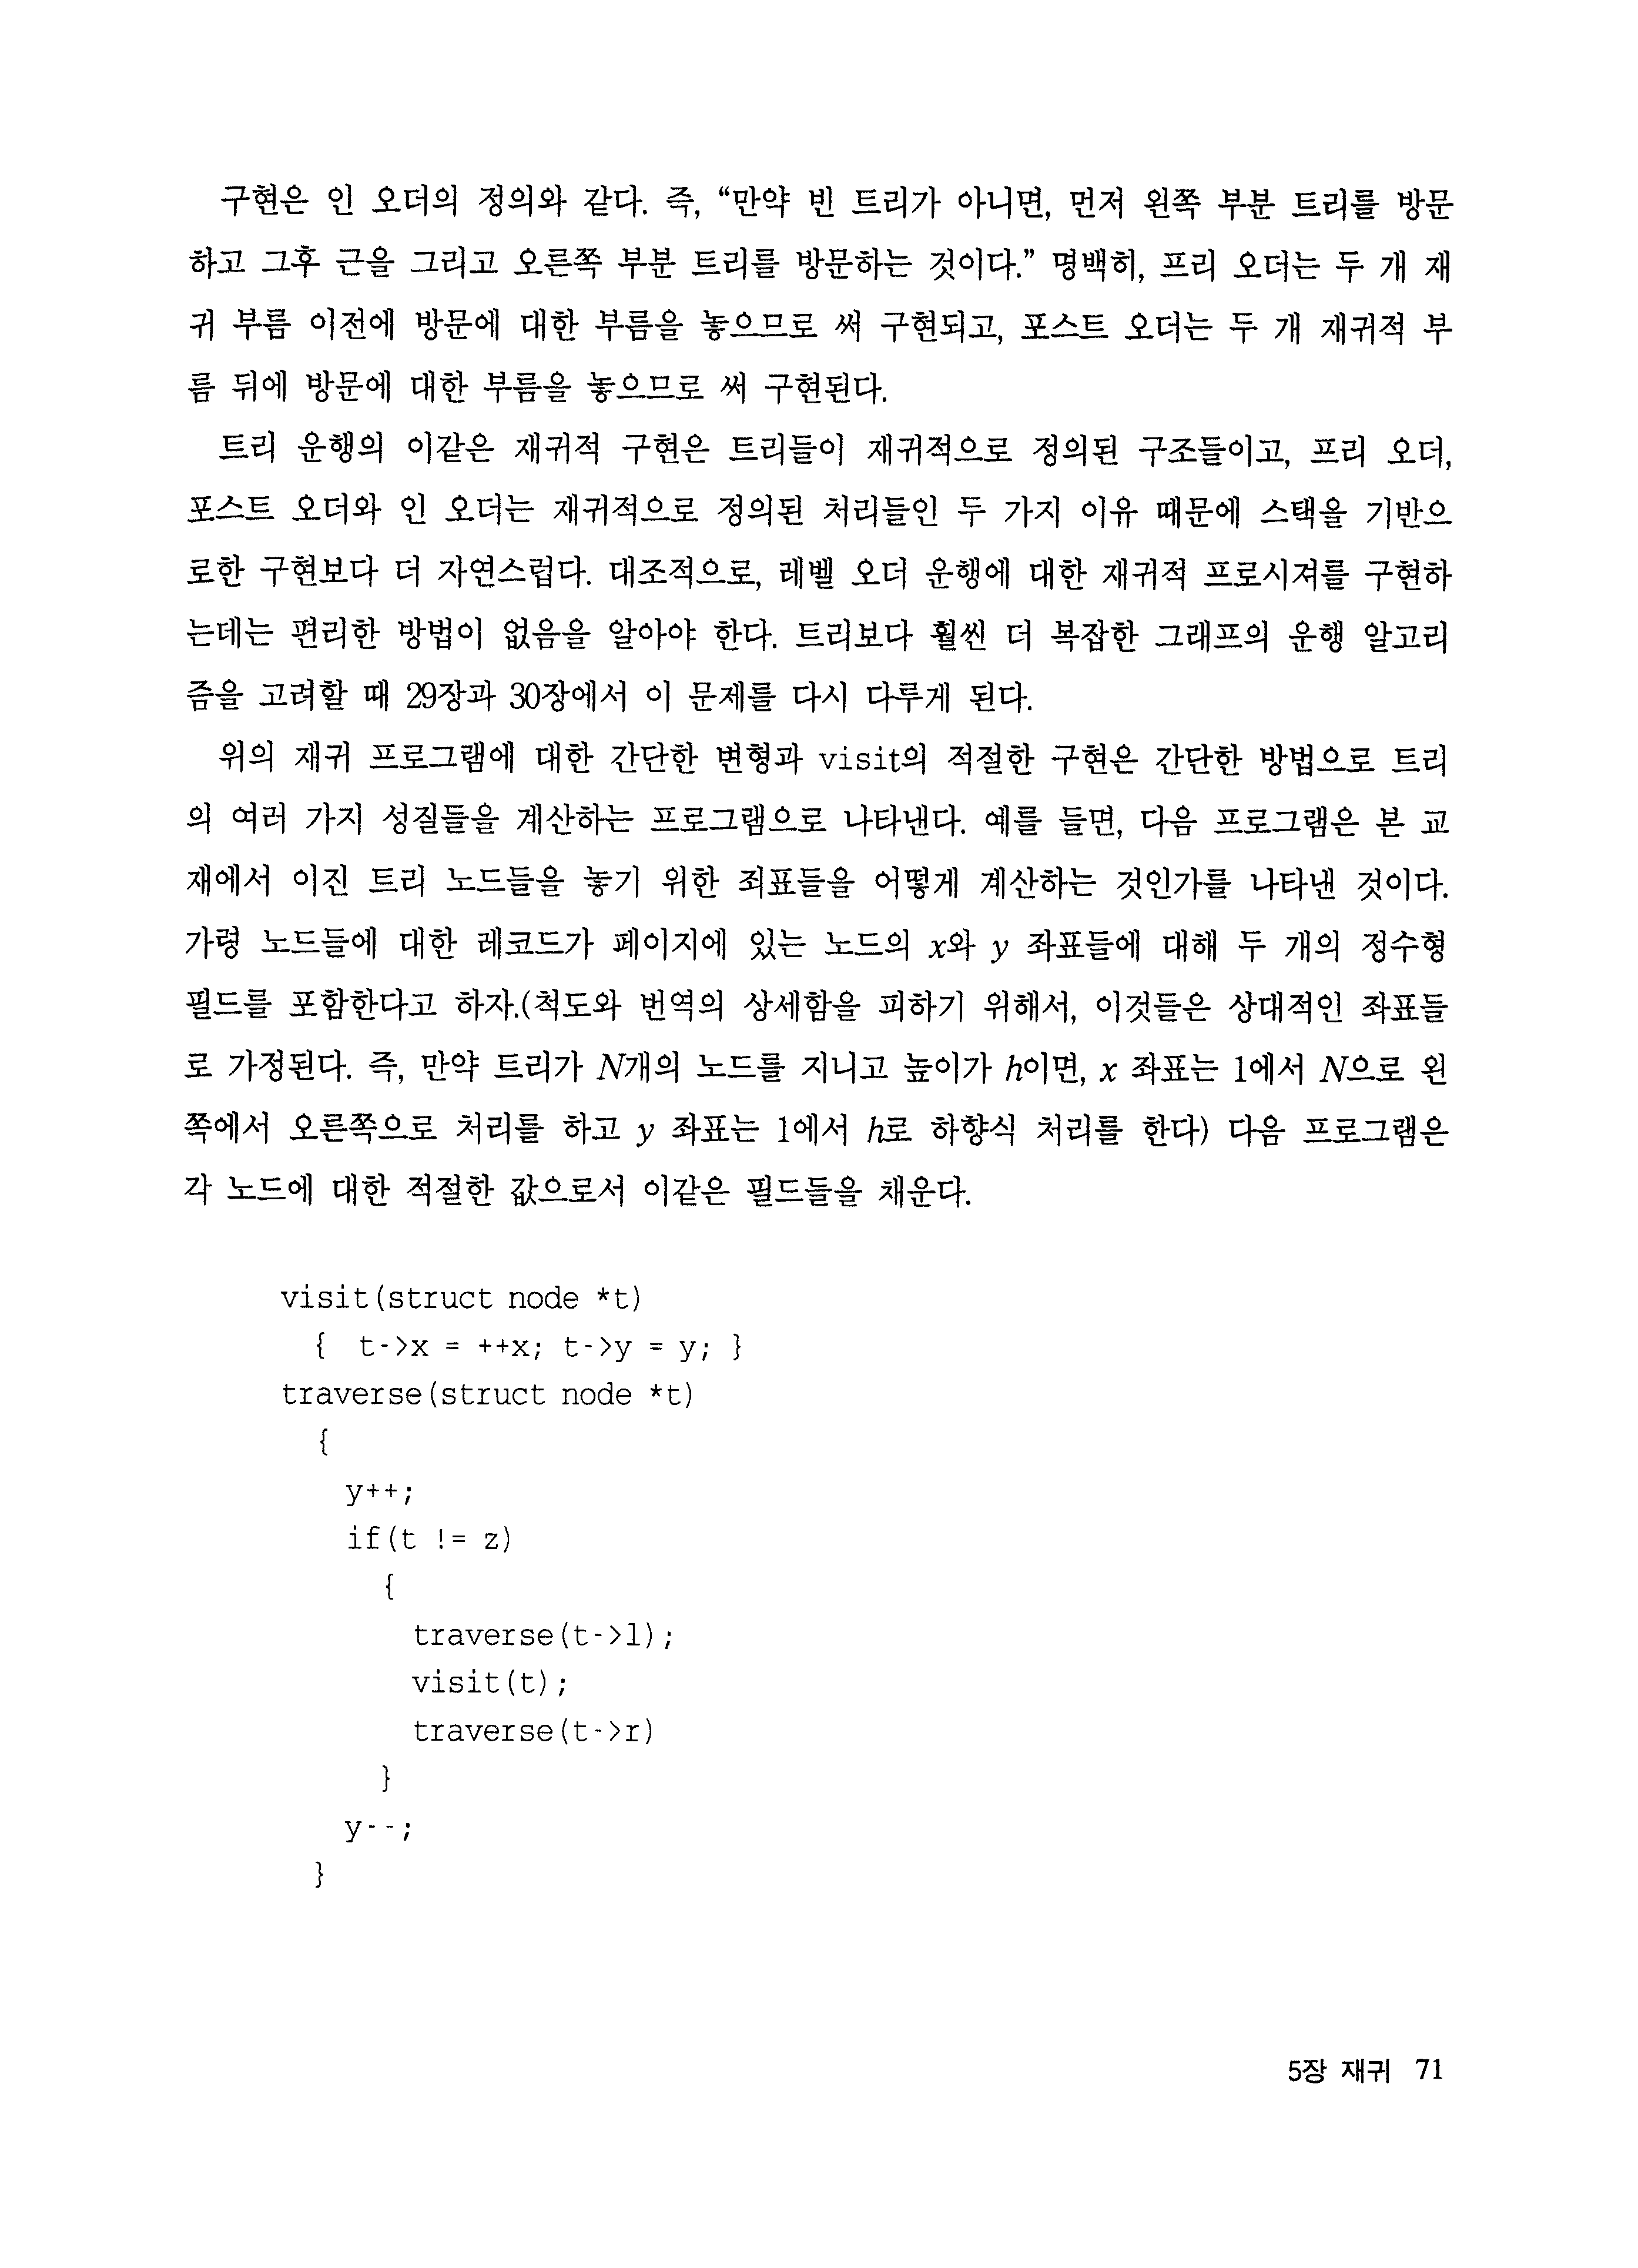 구현은 인 오더의 정의와 같다. 즉, “만약 빈 트리가 아니면, 먼저 왼쪽 부분 트리를 방문
하고 그후 근을 그리고 오른쪽 부분 트리를 방문하는 것이다.” 명백히, 프리 오더는 두 개 재
귀 부름 이전에 방문에 대한 부름을 놓으므로 써 구현되고, 포스트 오더는 두 개 재귀적 부
름 뒤에 방문에 대한 부름을 놓으므로 써 구현된다.
트리 운행의 이같은 재귀적 구현은 트리들이 재귀적으로 정의된 구조들이고, 프리 오더,
포스트 오더와 인 오더는 재귀적으로 정의된 처리들인 두 가지 이유 때문에 스택을 기반으
로한 구현보다 더 자연스럽다. 대조적으로, 레벨 오더 운행에 대한 재귀적 프로시져를 구현하
는데는 편리한 방법이 없음을 알아야 한다. 트리보다 훨씬 더 복잡한 그래프의 운행 알고리
즘을 고려할 때 29장과 30장에서 이 문제를 다시 다루게 된다.
위의 재귀 프로그램에 대한 간단한 변형과 visit의 적절한 구현은 간단한 방법으로 트리
의 여러 가지 성질들을 계산하는 프로그램으로 나타낸다. 예를 들면, 다음 프로그램은 본 교
재에서 이진 트리 노드들을 놓기 위한 죄표들을 어떻게 계산하는 것인가를 나타낸 것이다.
가령 노드들에 대한 레코드가 페이지에 있는 노드의 x와 y 좌표들에 대해 두 개의 정수형
필드를 포함한다고 하자.(척도와 번역의 상세함을 피하기 위해서, 이것들은 상대적인 좌표들
로 가정된다. 즉, 만약 트리가 N개의 노드를 지니고 높이가 h이면, x 좌표는 1에서 N으로 왼
쪽에서 오른쪽으로 처리를 하고 y 좌표는 1에서 h로 하향식 처리를 한다) 다음 프로그램은
각 노드에 대한 적절한 값으로서 이같은 필드들을 채운다.
visit(struct node *t)
{ t->x = ++x; t->y = y; }
traverse(struct node *t)
{
y++;
if(t != z)
{
traverse(t->l);
visit(t);
traverse(t->r)
}
y--;
}
5장 재귀 71